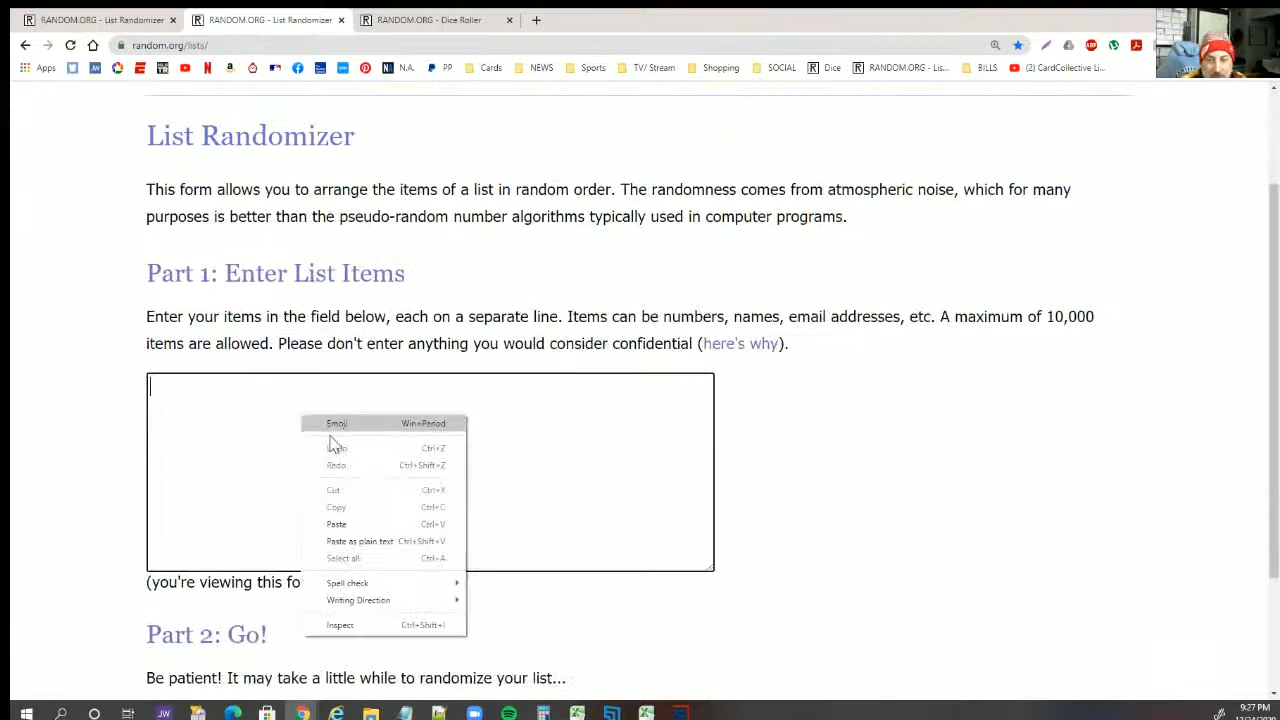 RANDOM.ORG - List Randomizer
RANDOM.ORG - List Randomizer
RANDOM.ORG - Dice Roller
random.org/lists/
Apps
N.A.
PP
Cards
NEWS
Sports
TV/Stream
Shopping
SOCIAL
Dice
RANDOM.ORG - Lis...
BILLS
(2) CardCollective Li...
List Randomizer
This form allows you to arrange the items of a list in random order. The randomness comes from atmospheric noise, which for many
purposes is better than the pseudo-random number algorithms typically used in computer programs.
Part 1: Enter List Items
Enter your items in the field below, each on a separate line. Items can be numbers, names, email addresses, etc. A maximum of 10,000
items are allowed. Please don't enter anything you would consider confidential (here's why).
Emoji Win+Period
Undo Ctrl+Z
Redo Ctrl+Shift+Z
Cut Ctrl+X
Copy Ctrl+C
Paste Ctrl+V
Paste as plain text Ctrl+Shift+V
Select all Ctrl+A
Spell check
Writing Direction
Inspect Ctrl+Shift+I
(you're viewing this fo
Part 2: Go!
Be patient! It may take a little while to randomize your list...
9:27 PM